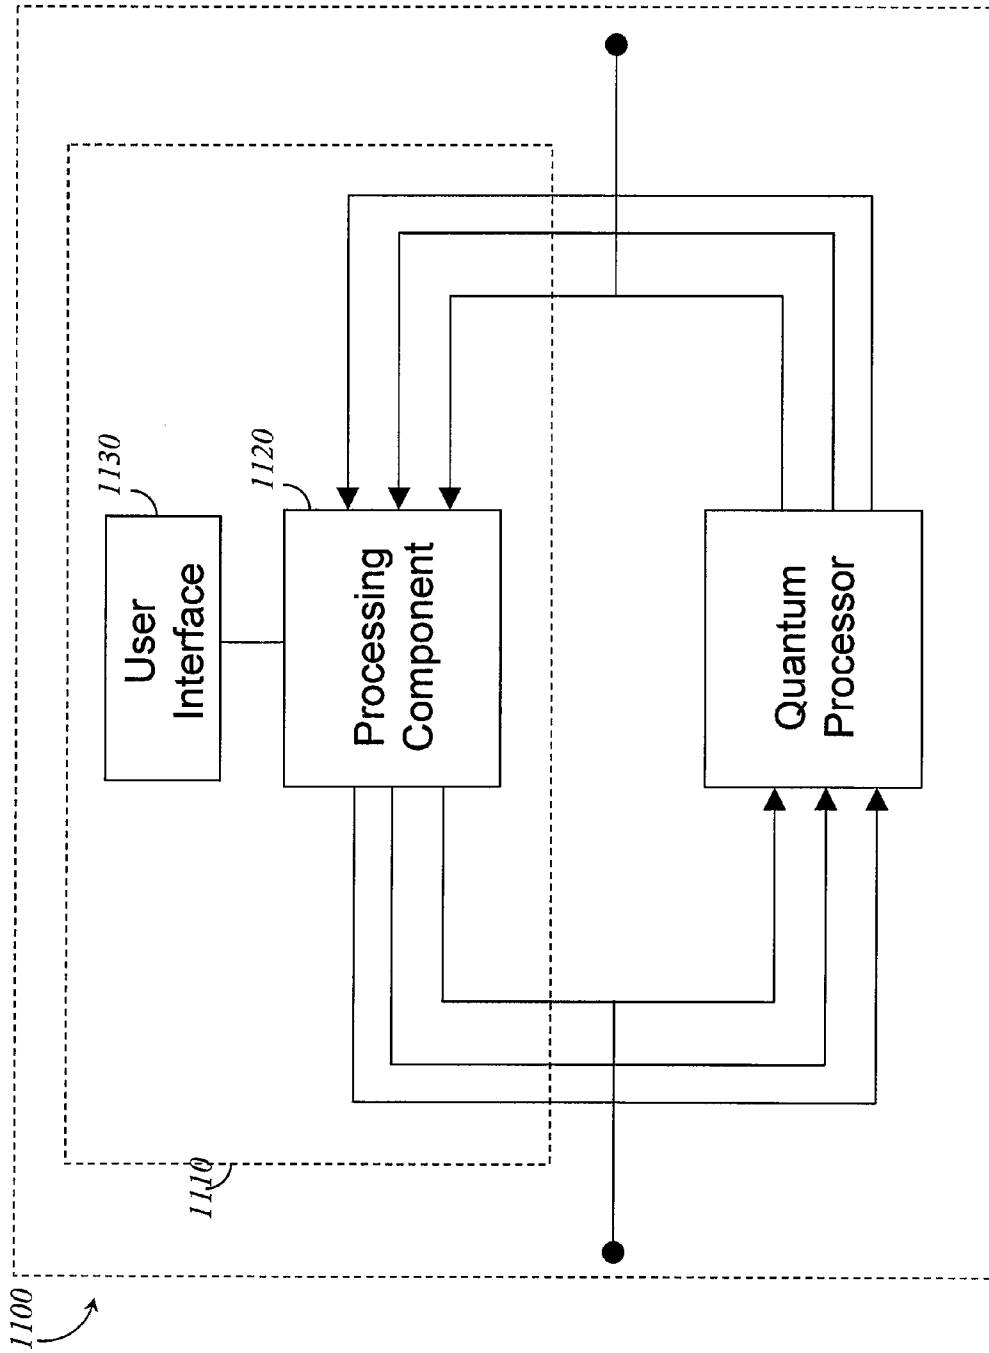 1100
1110
1130
User
Interface
1120
Processing
Component
Quantum
Processor